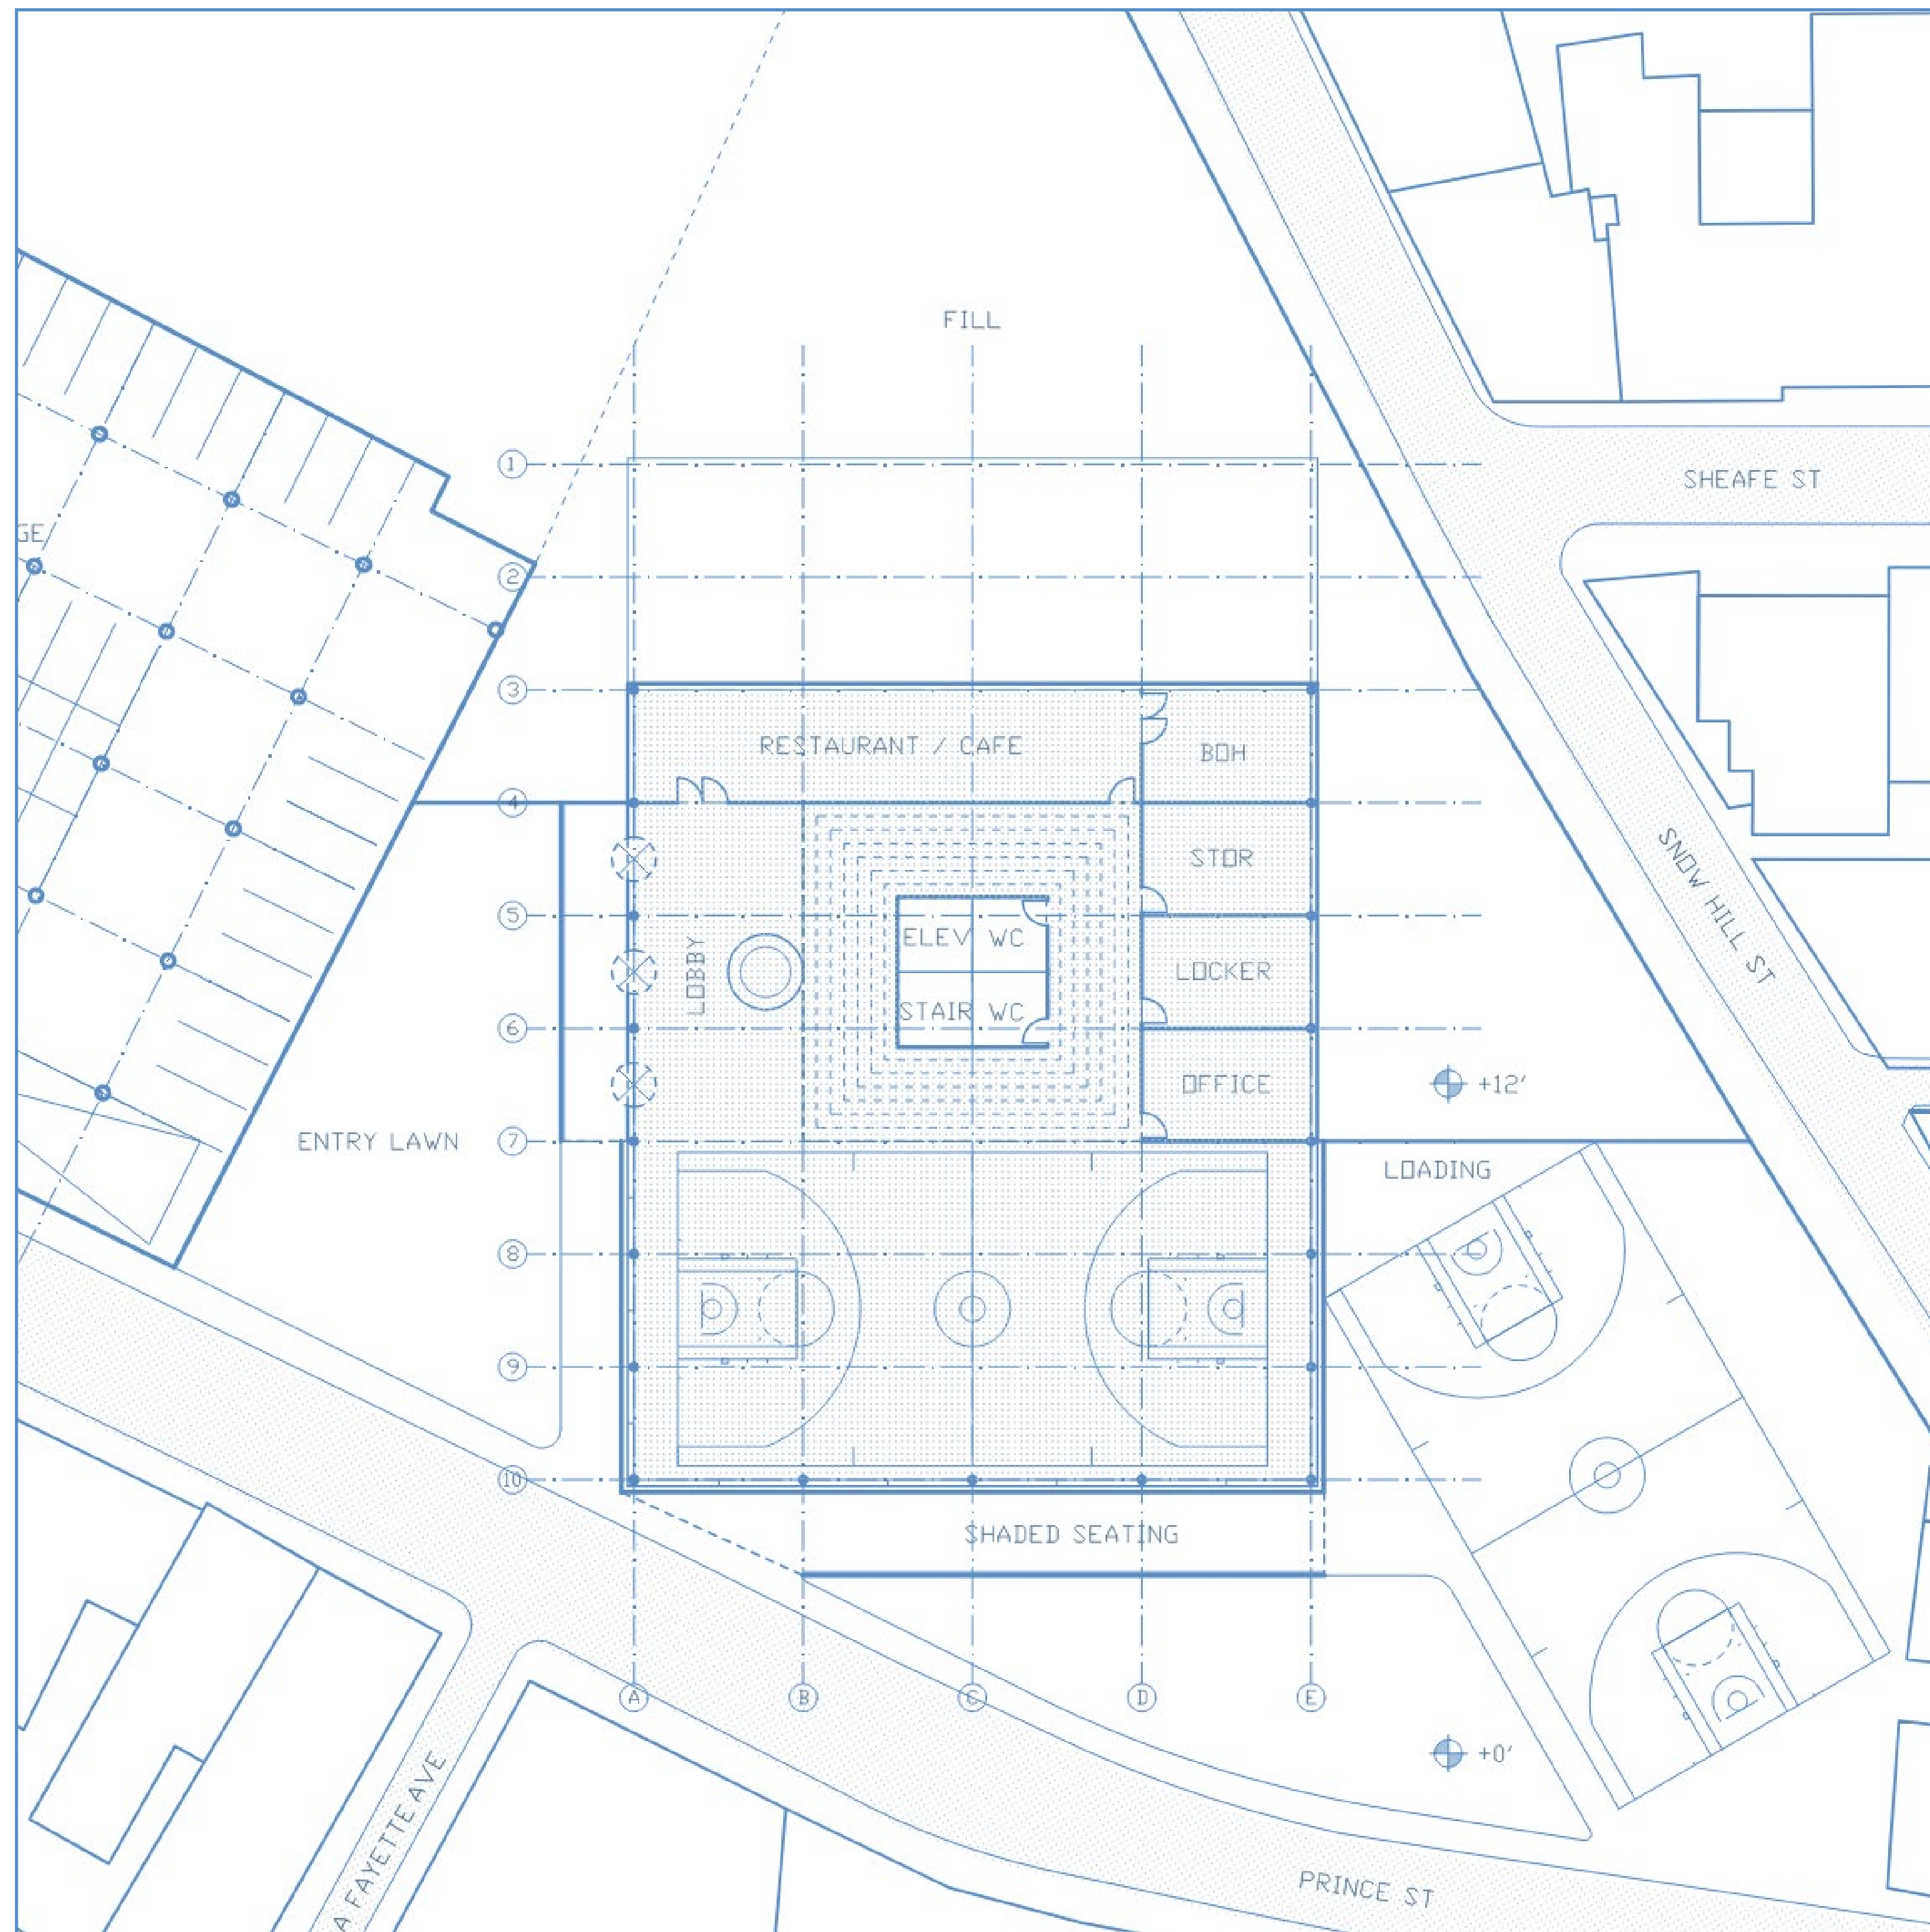 FILL
1
SHEAFE ST
GE
2
3
RESTAURANT / CAFE
BOH
4
STOR
SNOW HILL ST
5
ELEV WC
LOBBY
LOCKER
STAIR WC
6
OFFICE
+12'
ENTRY LAWN
7
LOADING
8
9
10
SHADED SEATING
A
B
C
D
E
+0'
AFAYETTE AVE
PRINCE ST